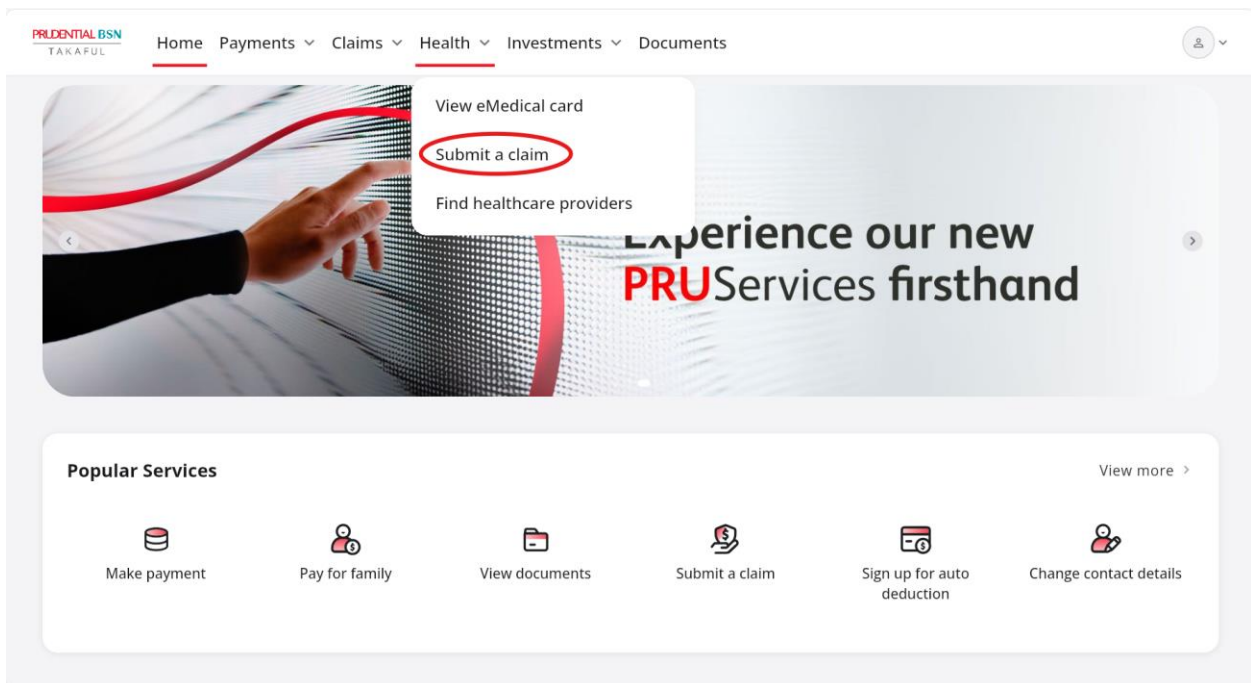 PRUDENTIAL BSN
TAKAFUL
Home Payments Claims Health Investments Documents
View eMedical card
Submit a claim
Find healthcare providers
Experience our new
PRUServices firsthand
Popular Services
View more
Make payment
Pay for family
View documents
Submit a claim
Sign up for auto
deduction
Change contact details